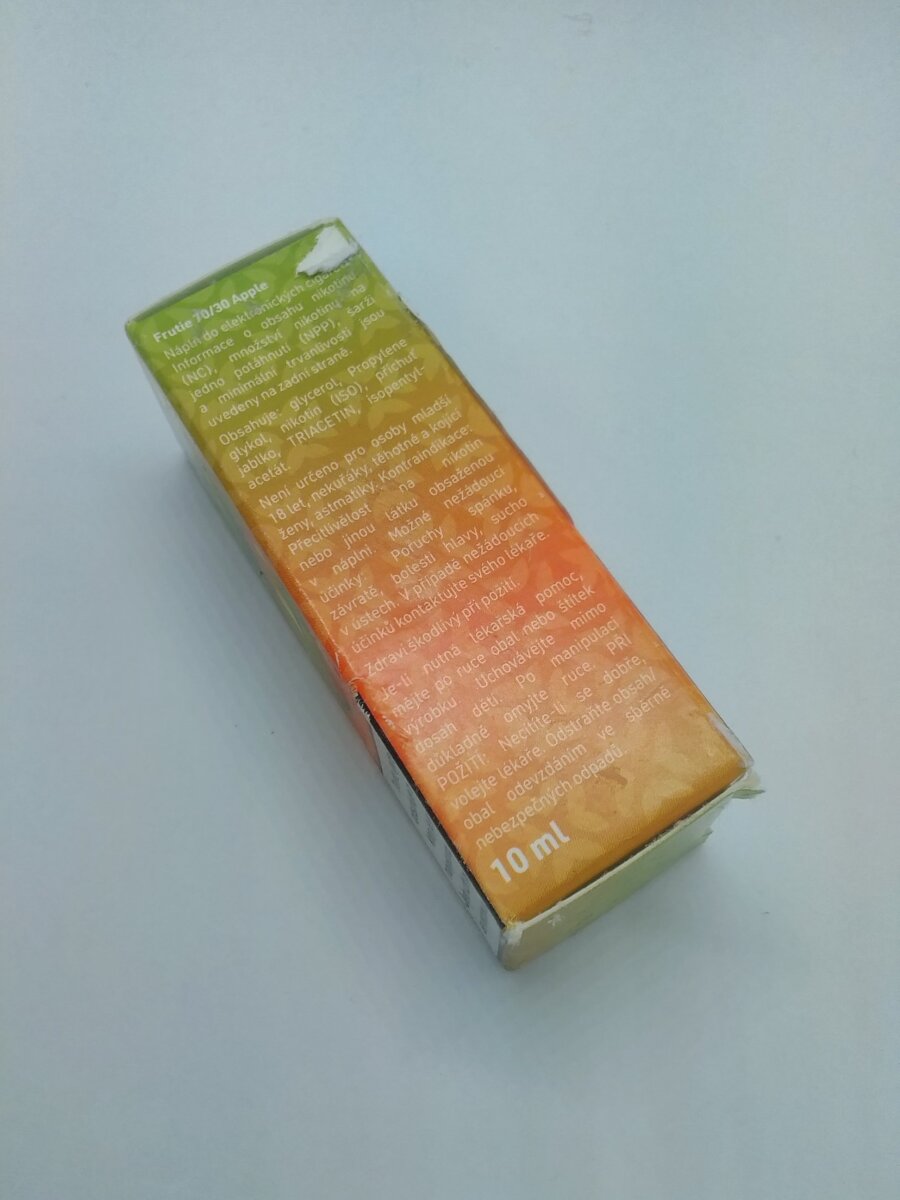 Frutie 70/30 Apple
Náplň do elektronických
Informace o obsahu nikotinu
(NC), množství nikotinu na
jedno potáhnutí (NPP), šarži
a minimální trvanlivosti jsou
uvedeny na zadní straně.
Obsahuje: glycerol, Propylene
glykol, nikotin (ISO), příchuť
jablko, TRIACETIN, isopentyl-
acetát.
Není určeno pro osoby mladší
18 let, nekuřáky, těhotné a kojící
ženy, astmatiky. Kontraindikace:
Přecitlivělost na nikotin
nebo jinou látku obsaženou
v náplni. Možné nežádoucí
účinky: Poruchy spánku,
závratě, bolesti hlavy, sucho
v ústech. V případě nežádoucích
účinků kontaktujte svého lékaře.
Zdraví škodlivý při požití.
Je-li nutná lékařská pomoc,
mějte po ruce obal nebo štítek
výrobku. Uchovávejte mimo
dosah dětí. Po manipulaci
důkladně omyjte ruce. PŘI
POŽITÍ: Necítíte-li se dobře,
volejte lékaře. Odstraňte obsah/
obal odevzdáním ve sběrně
nebezpečných odpadů.
10 ml